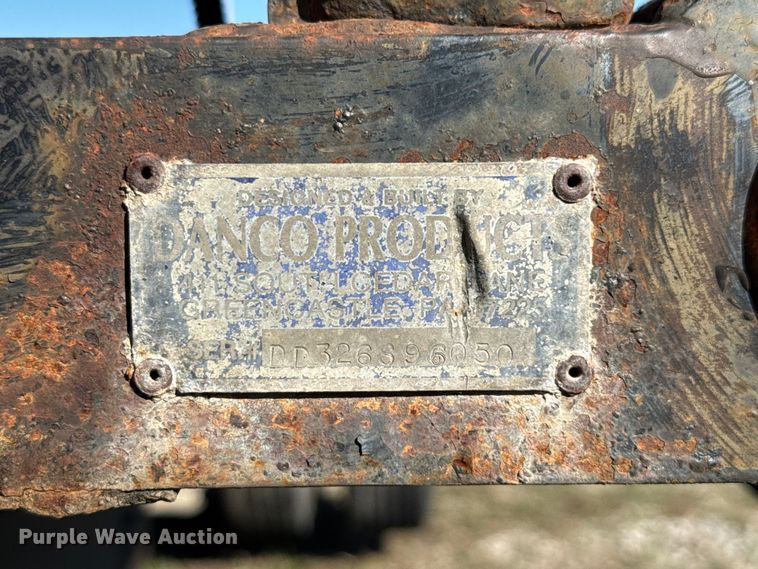 DESIGNED & BUILT BY
DANCO PRODUCTS
SOUTH CEDAR
GREENCASTLE, PA
DD326896050
Purple Wave Auction